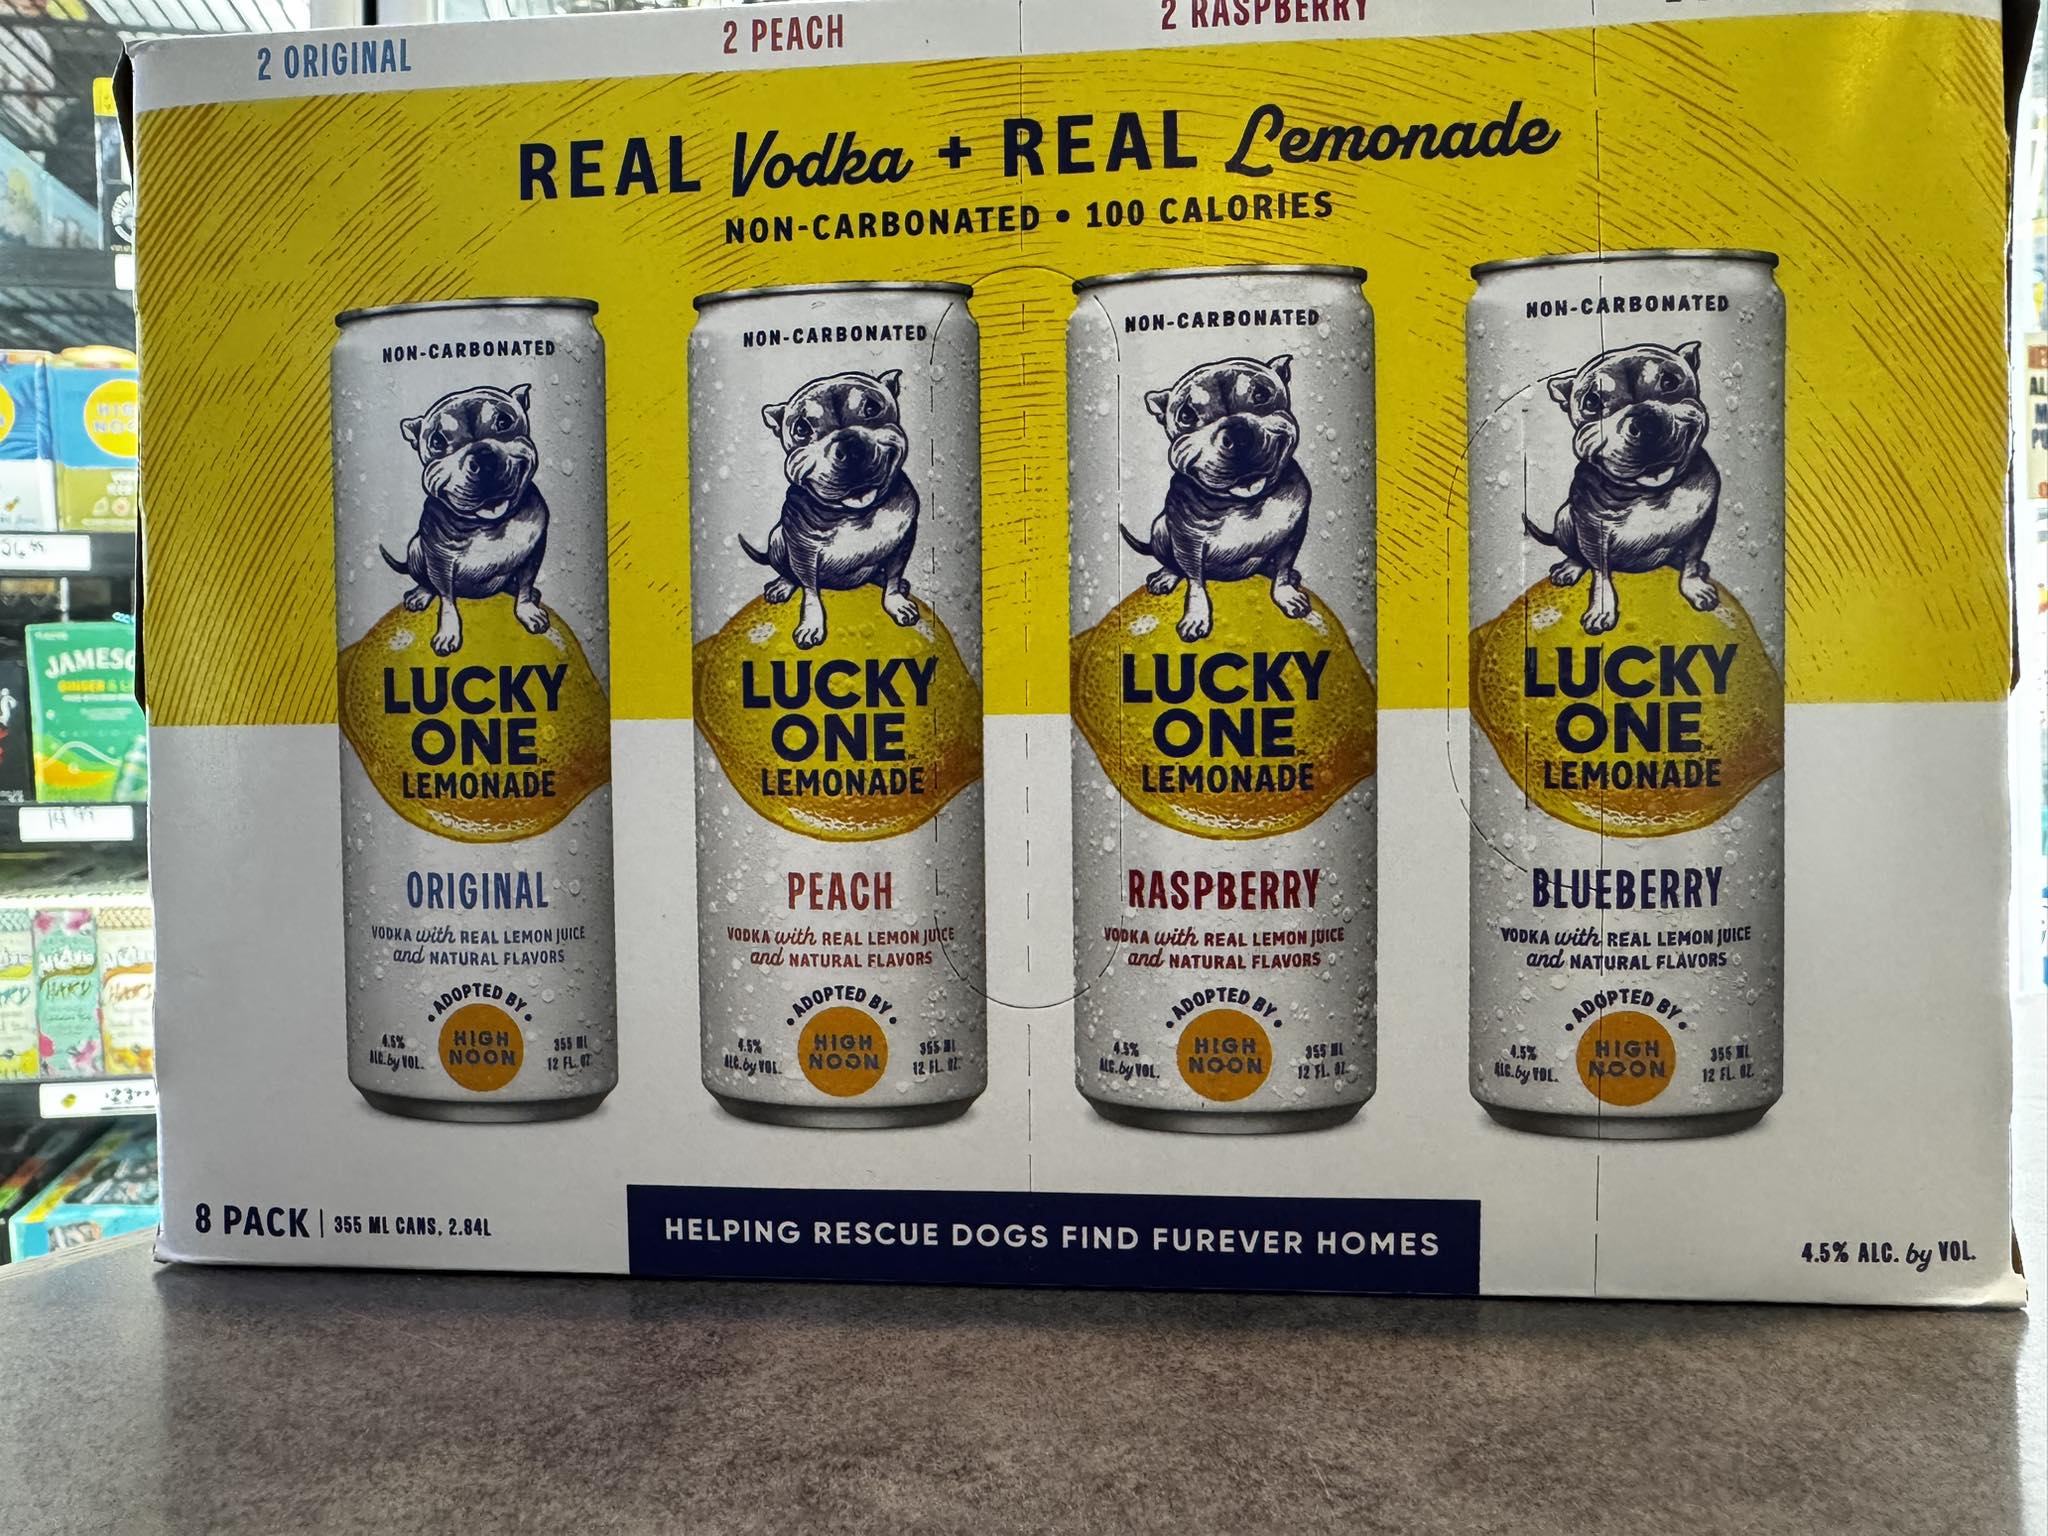 2 ORIGINAL
2 PEACH
2 RASPBERRY
REAL Vodka + REAL Lemonade
NON-CARBONATED • 100 CALORIES
NON-CARBONATED
LUCKY
ONE
LEMONADE
ORIGINAL
VODKA with REAL LEMON JUICE
and NATURAL FLAVORS
• ADOPTED BY •
HIGH
NOON
4.5%
ALC. by VOL.
355 ML
12 FL. OZ.
NON-CARBONATED
LUCKY
ONE
LEMONADE
PEACH
VODKA with REAL LEMON JUICE
and NATURAL FLAVORS
• ADOPTED BY •
HIGH
NOON
4.5%
ALC. by VOL.
355 ML
12 FL. OZ.
NON-CARBONATED
LUCKY
ONE
LEMONADE
RASPBERRY
VODKA with REAL LEMON JUICE
and NATURAL FLAVORS
• ADOPTED BY •
HIGH
NOON
4.5%
ALC. by VOL.
355 ML
12 FL. OZ.
NON-CARBONATED
LUCKY
ONE
LEMONADE
BLUEBERRY
VODKA with REAL LEMON JUICE
and NATURAL FLAVORS
• ADOPTED BY •
HIGH
NOON
4.5%
ALC. by VOL.
355 ML
12 FL. OZ.
8 PACK | 355 ML CANS, 2.84L
HELPING RESCUE DOGS FIND FUREVER HOMES
4.5% ALC. by VOL.
JAMESO
HARD